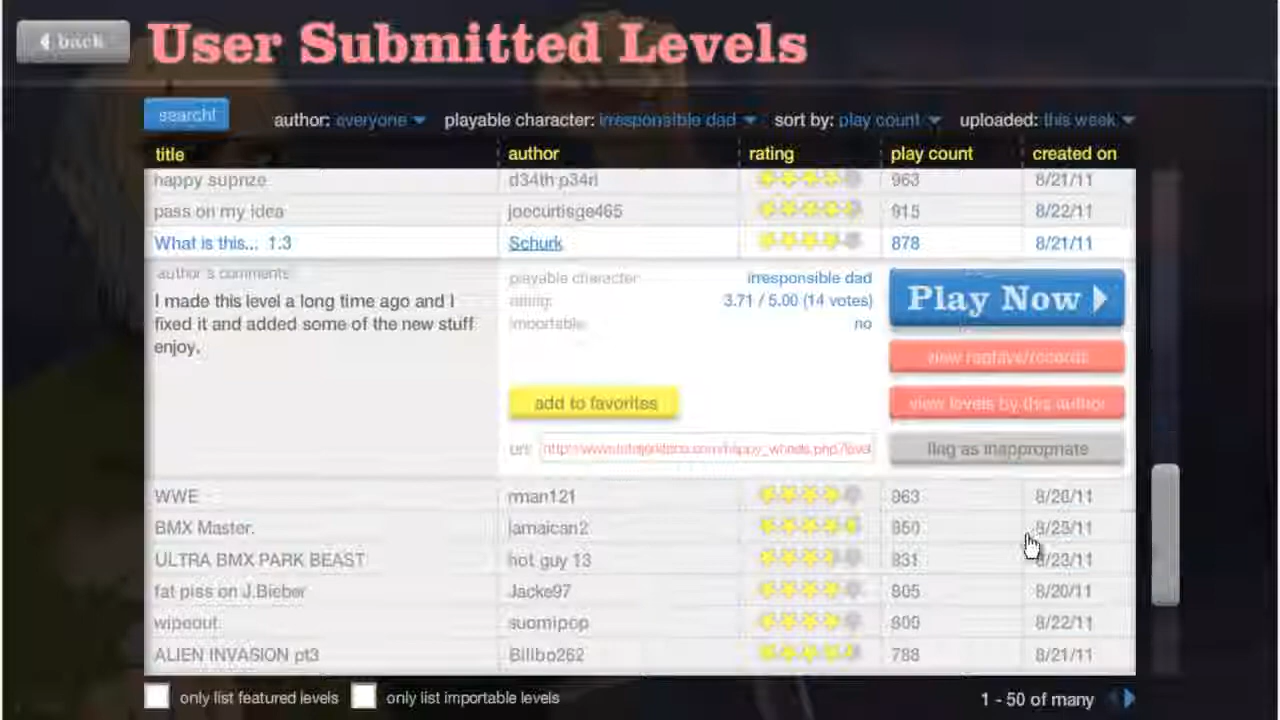 back
User Submitted Levels
search!
author: everyone playable character: irresponsible dad sort by: play count uploaded: this week
title author rating play count created on
happy suprize d34th p34rl 963 8/21/11
pass on my idea joecurtisge465 915 8/22/11
What is this... 1.3 Schurk 878 8/21/11
author's comments:
I made this level a long time ago and I
fixed it and added some of the new stuff
enjoy.
playable character: irresponsible dad
rating: 3.71 / 5.00 (14 votes)
importable: no
add to favorites
Play Now
view replays/records
view levels by this author
flag as inappropriate
WWE rman121 8/20/11
BMX Master. jamaican2 850 8/25/11
ULTRA BMX PARK BEAST hot guy 13 831 8/23/11
fat piss on J.Bieber Jacke97 805 8/20/11
wipeout suomipop 800 8/22/11
ALIEN INVASION pt3 Billbo262 788 8/21/11
only list featured levels only list importable levels 1 - 50 of many